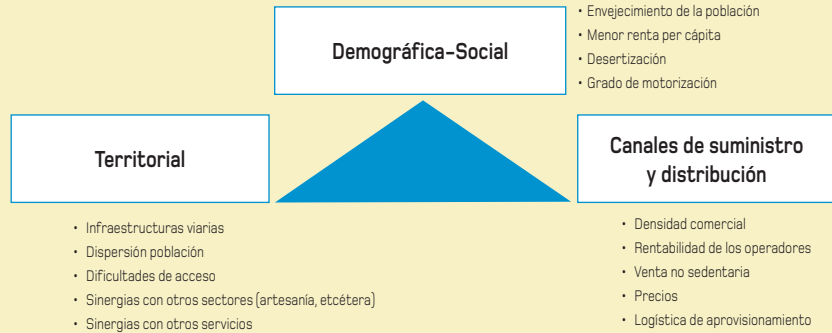 Demográfica-Social
• Envejecimiento de la población
• Menor renta per cápita
• Desertización
• Grado de motorización
Territorial
• Infraestructuras viarias
• Dispersión población
• Dificultades de acceso
• Sinergias con otros sectores (artesanía, etcétera)
• Sinergias con otros servicios
Canales de suministro
y distribución
• Densidad comercial
• Rentabilidad de los operadores
• Venta no sedentaria
• Precios
• Logística de aprovisionamiento